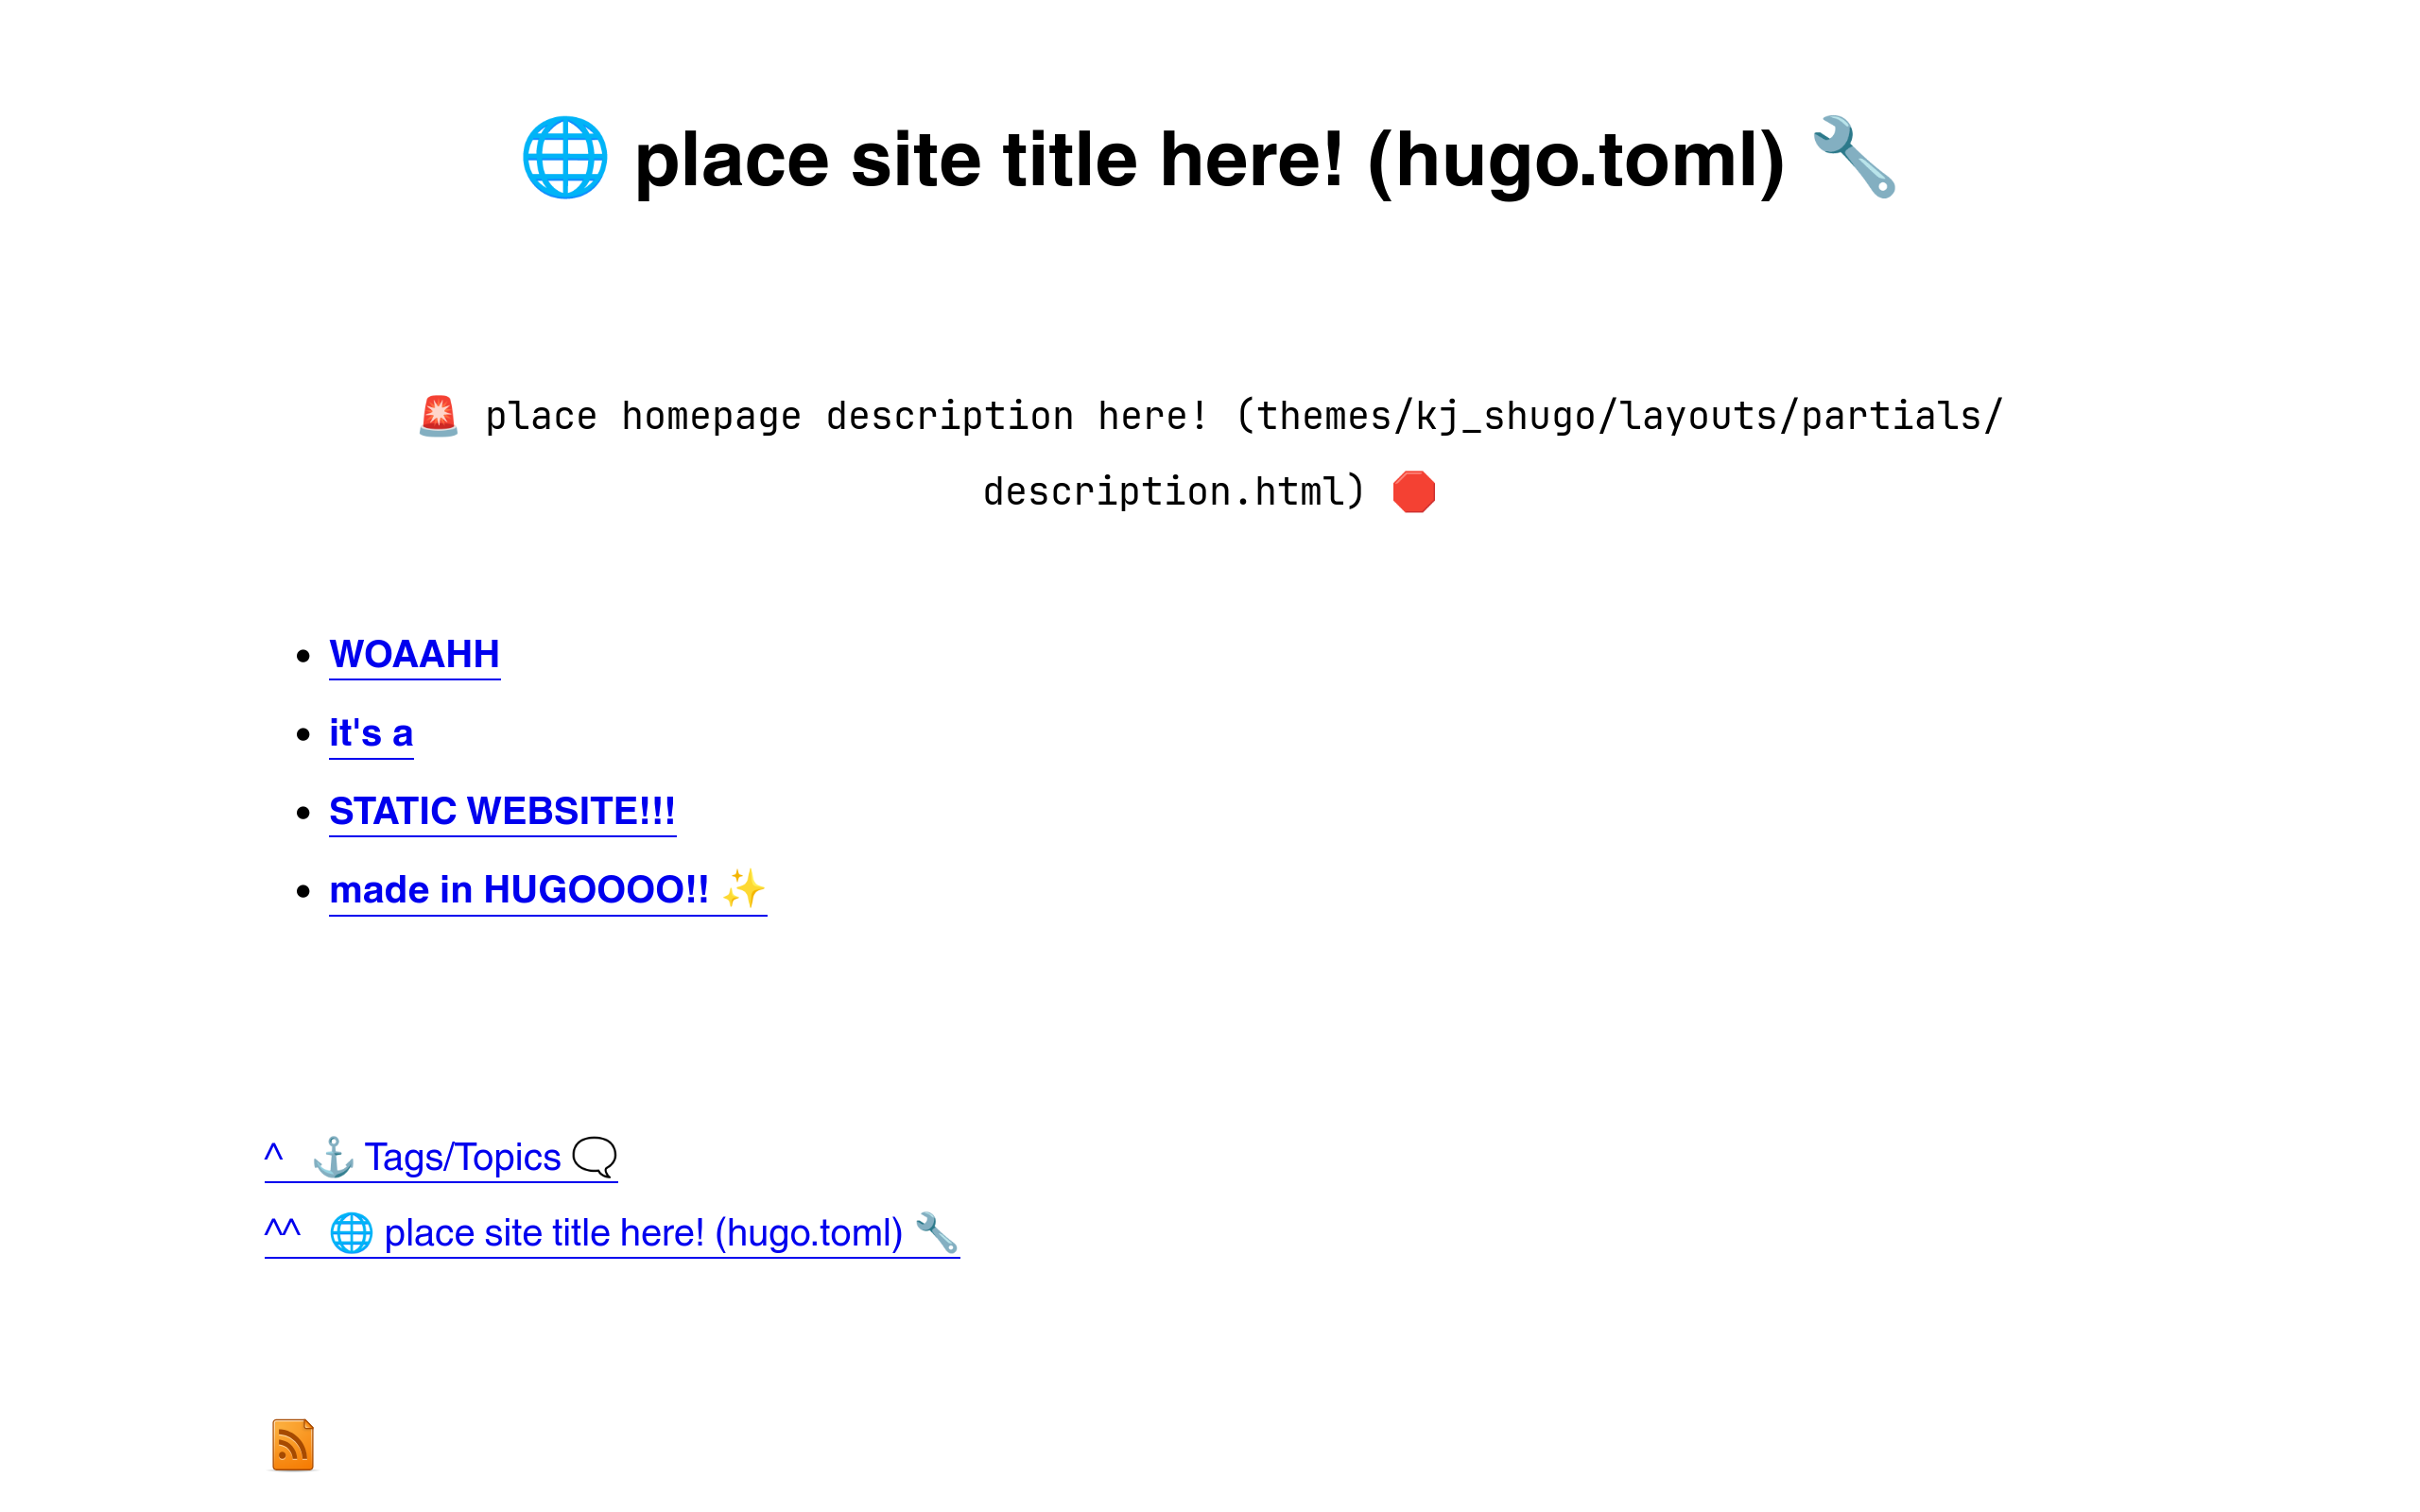 🌐 place site title here! (hugo.toml) 🔧
🚨 place homepage description here! (themes/kj_shugo/layouts/partials/
description.html) 🛑
• WOAAHH
• it's a
• STATIC WEBSITE!!!
• made in HUGOOOO!! ✨
^ ⚓ Tags/Topics 🗨
^^ 🌐 place site title here! (hugo.toml) 🔧